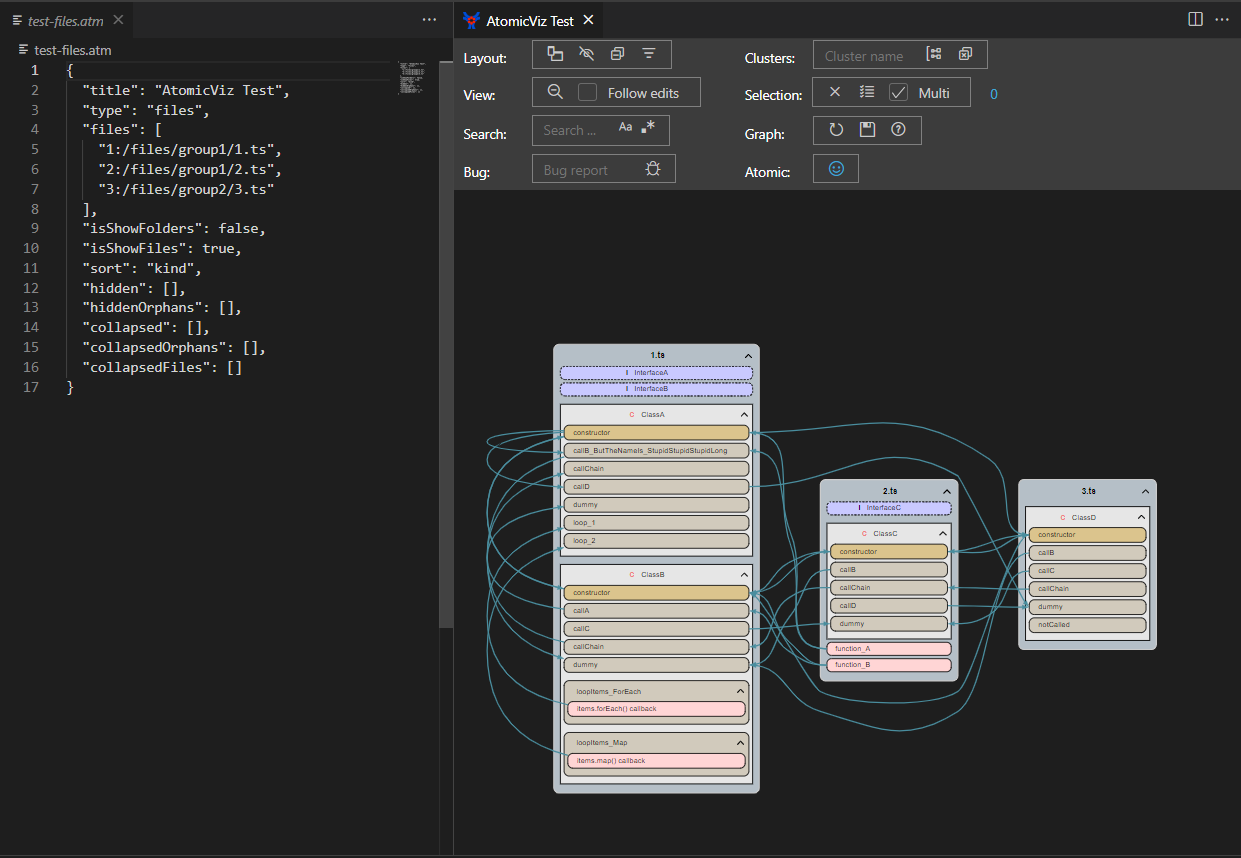 test-files.atm
AtomicViz Test
test-files.atm
1 {
2 "title": "AtomicViz Test",
3 "type": "files",
4 "files": [
5 "1:/files/group1/1.ts",
6 "2:/files/group1/2.ts",
7 "3:/files/group2/3.ts"
8 ],
9 "isShowFolders": false,
10 "isShowFiles": true,
11 "sort": "kind",
12 "hidden": [],
13 "hiddenOrphans": [],
14 "collapsed": [],
15 "collapsedOrphans": [],
16 "collapsedFiles": []
17 }
Layout:
Clusters: Cluster name
View: Follow edits
Selection: Multi 0
Search: Search ... Aa .*
Graph:
Bug: Bug report
Atomic:
1.ts
I InterfaceA
I InterfaceB
C ClassA
constructor
callB_ButTheNameIs_StupidStupidStupidLong
callChain
callD
dummy
loop_1
loop_2
C ClassB
constructor
callA
callC
callChain
dummy
loopItems_ForEach
items.forEach() callback
loopItems_Map
items.map() callback
2.ts
I InterfaceC
C ClassC
constructor
callB
callChain
callD
dummy
function_A
function_B
3.ts
C ClassD
constructor
callB
callC
callChain
dummy
notCalled